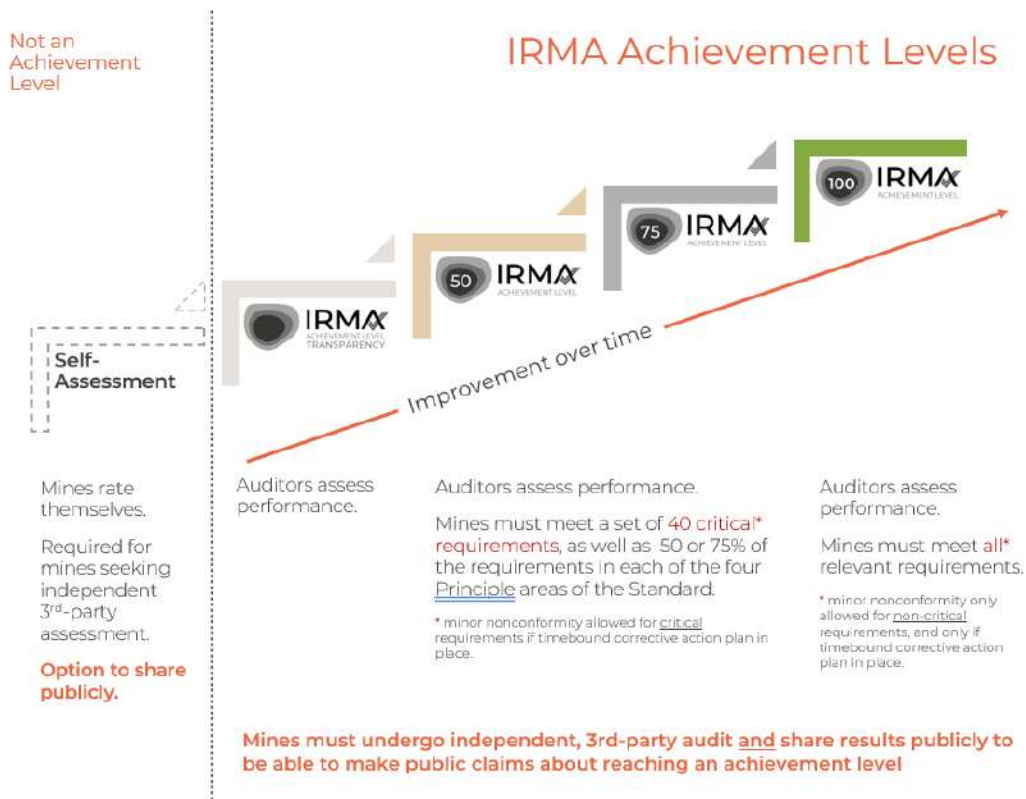 Not an
Achievement
Level
IRMA Achievement Levels
Self-
Assessment
IRMA
ACHIEVEMENT LEVEL
TRANSPARENCY
50
IRMA
ACHIEVEMENT LEVEL
75
IRMA
ACHIEVEMENT LEVEL
100
IRMA
ACHIEVEMENT LEVEL
Improvement over time
Mines rate
themselves.
Required for
mines seeking
independent
3rd-party
assessment.
Option to share
publicly.
Auditors assess
performance.
Auditors assess performance.
Mines must meet a set of 40 critical*
requirements, as well as 50 or 75% of
the requirements in each of the four
Principle areas of the Standard.
* minor nonconformity allowed for critical
requirements if timebound corrective action plan in
place.
Auditors assess
performance.
Mines must meet all*
relevant requirements.
* minor nonconformity only
allowed for non-critical
requirements, and only if
timebound corrective action
plan in place.
Mines must undergo independent, 3rd-party audit and share results publicly to
be able to make public claims about reaching an achievement level